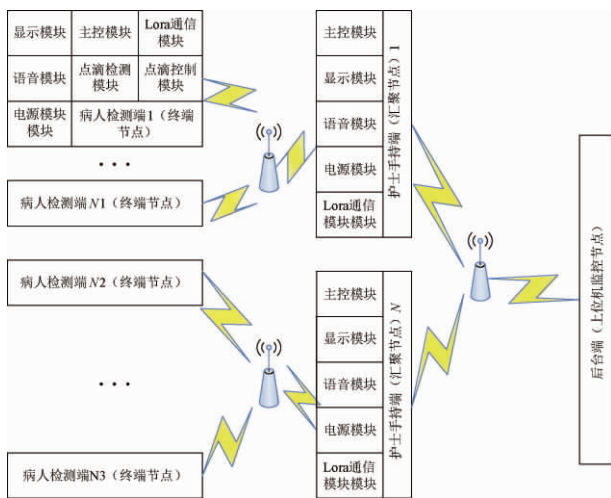 显示模块
主控模块
Lora通信
模块
语音模块
点滴检测
模块
点滴控制
模块
电源模块
模块
病人检测端1(终端
节点)
···
病人检测端N1(终端节点)
病人检测端N2(终端节点)
···
病人检测端N3(终端节点)
主控模块
显示模块
语音模块
电源模块
Lora通信
模块模块
护士手持端(汇聚节点)1
主控模块
显示模块
语音模块
电源模块
Lora通信
模块模块
护士手持端(汇聚节点)N
后台端(上位机监控节点)